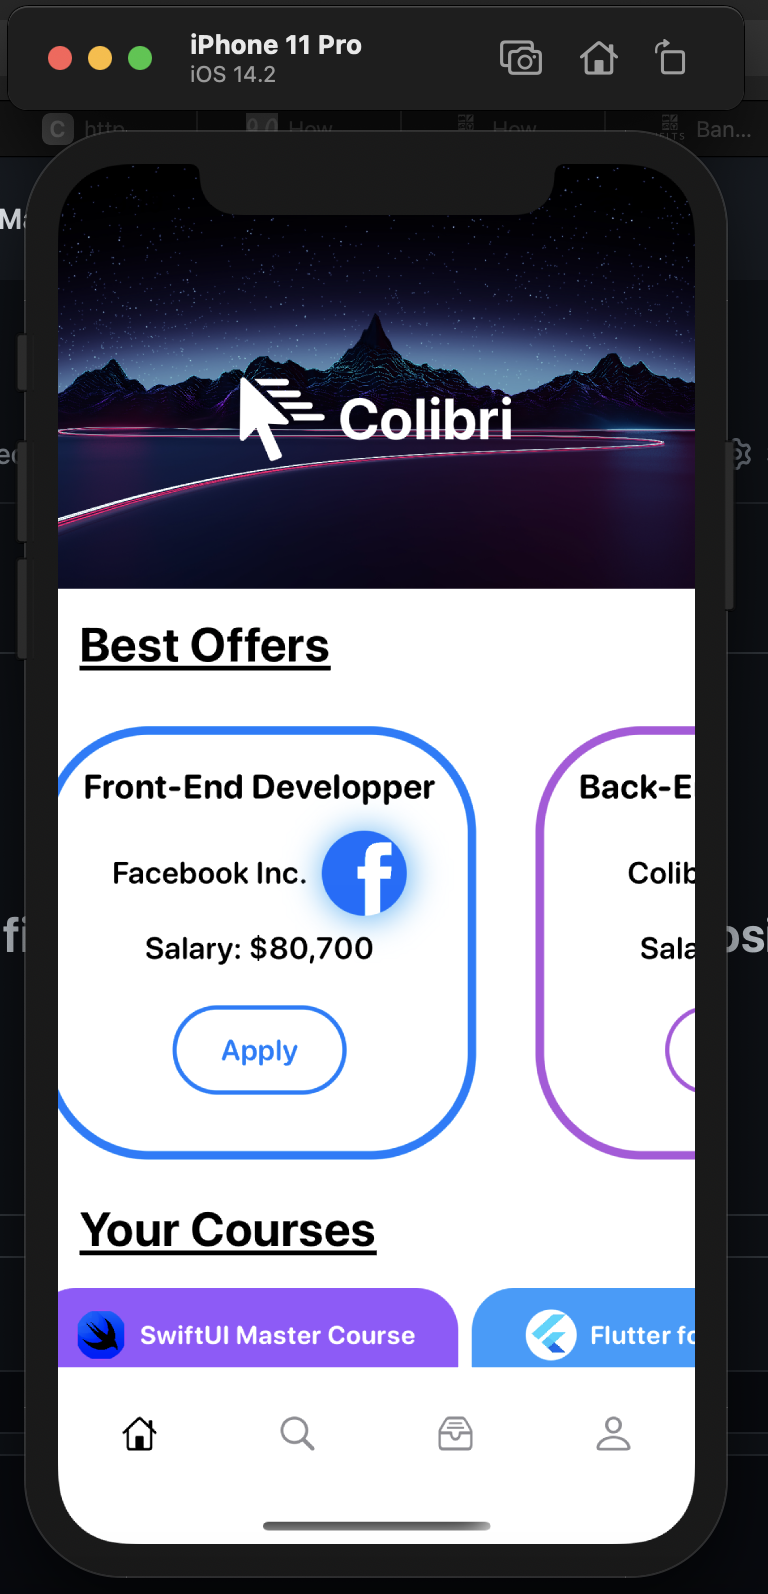 iPhone 11 Pro
iOS 14.2
C http How How Ban...
Colibri
Best Offers
Front-End Developper
Back-E
Facebook Inc.
Colib
Salary: $80,700
Sala
Apply
Your Courses
SwiftUI Master Course
Flutter fo